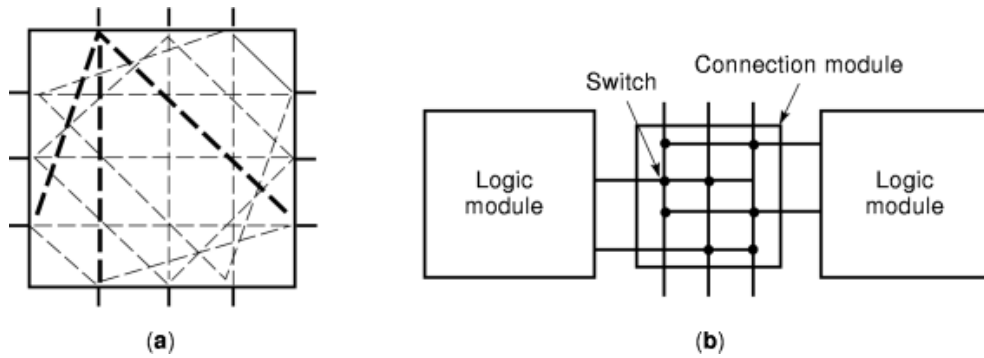 Connection module
Switch
Logic
module
Logic
module
(a)
(b)